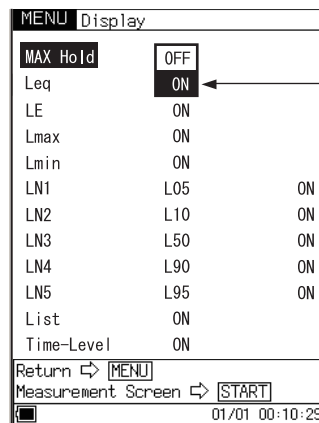 MENU Display
MAX Hold OFF
Leq ON
LE ON
Lmax ON
Lmin ON
LN1 L05 ON
LN2 L10 ON
LN3 L50 ON
LN4 L90 ON
LN5 L95 ON
List ON
Time-Level ON
Return ⇨ MENU
Measurement Screen ⇨ START
01/01 00:10:29